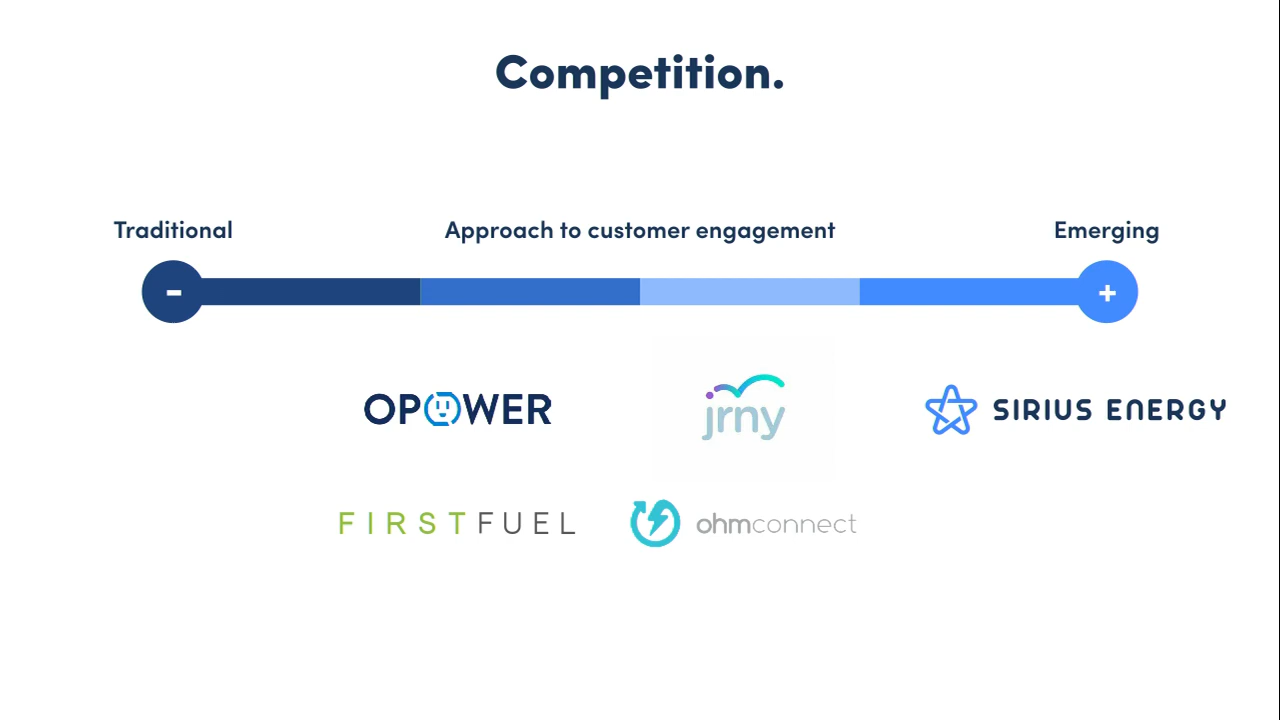 Competition.
Traditional
Approach to customer engagement
Emerging
-
+
OPOWER
jrny
SIRIUS ENERGY
FIRSTFUEL
ohmconnect